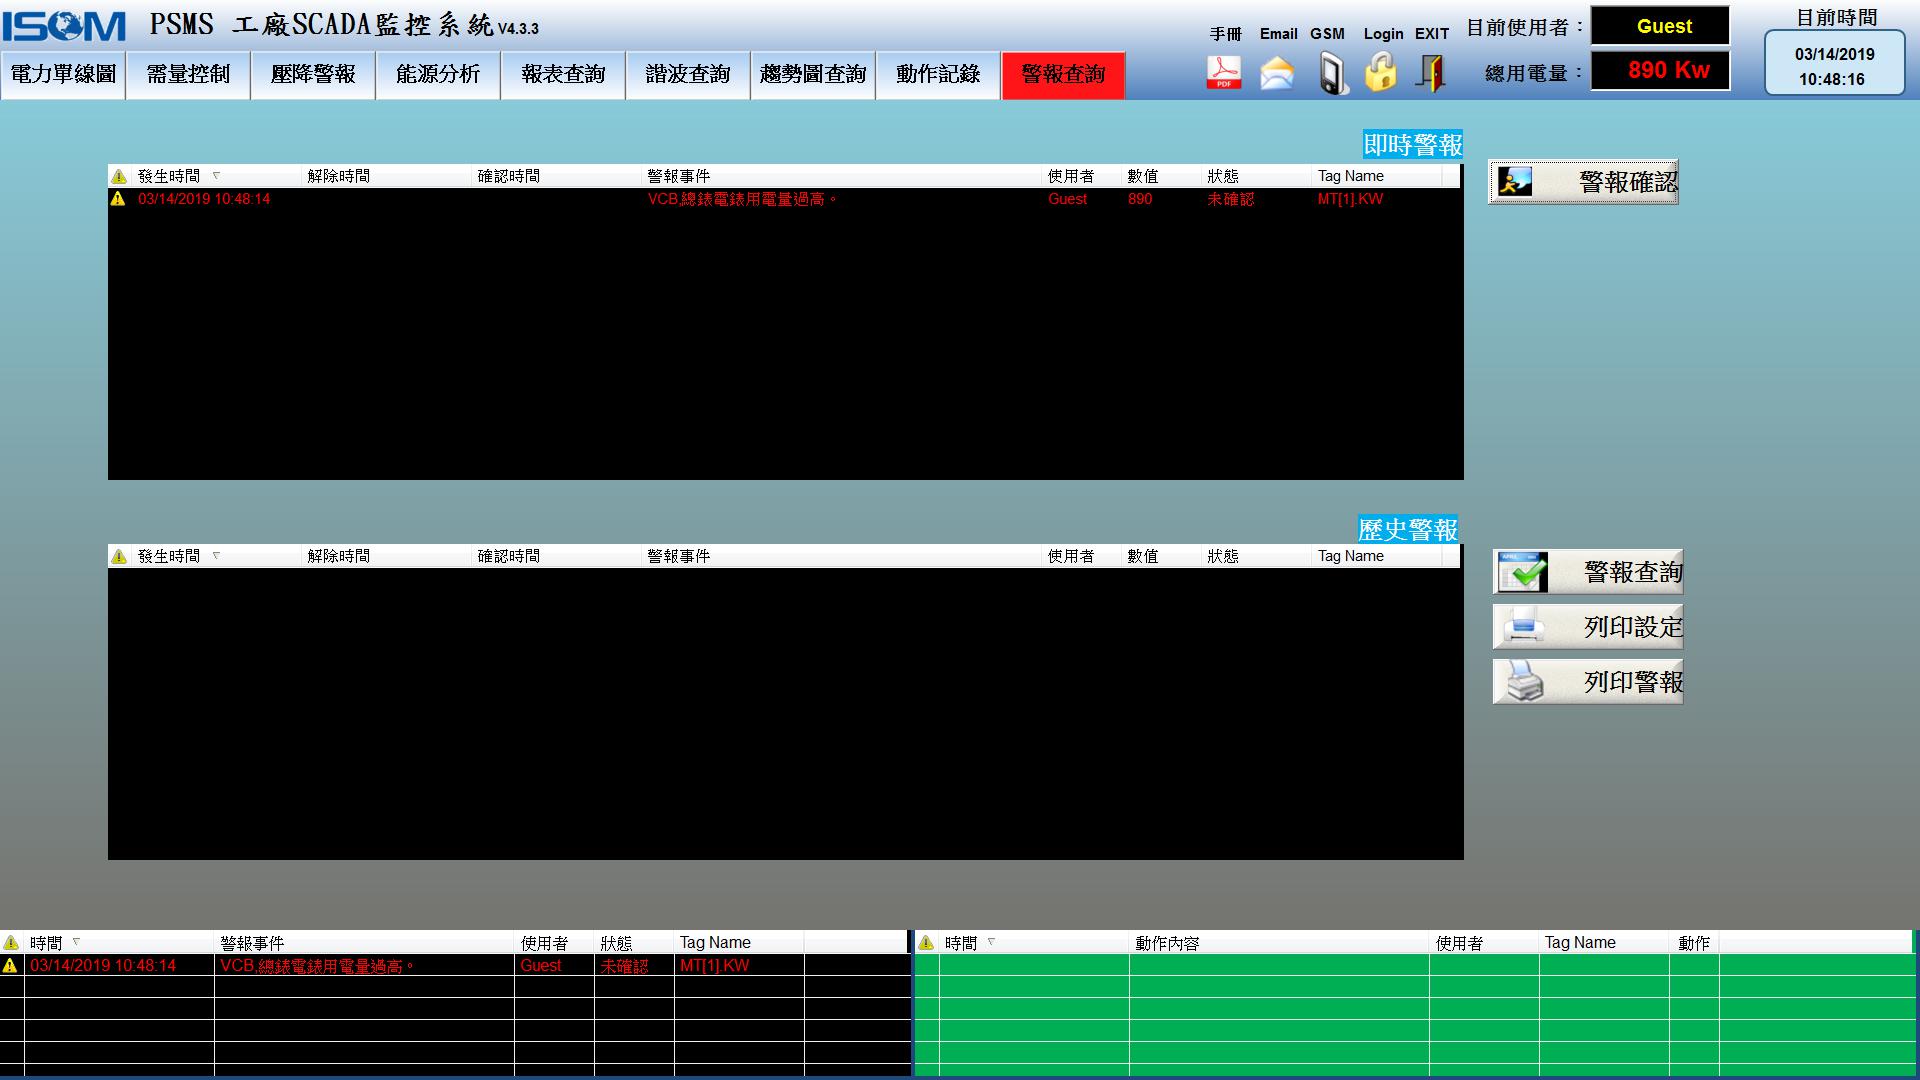 ISOM PSMS 工廠SCADA監控系統 V4.3.3
手冊 Email GSM Login EXIT
目前使用者： Guest
目前時間
電力單線圖 需量控制 壓降警報 能源分析 報表查詢 諧波查詢 趨勢圖查詢 動作記錄 警報查詢
PDF
總用電量： 890 Kw
03/14/2019
10:48:16
即時警報
發生時間 解除時間 確認時間 警報事件 使用者 數值 狀態 Tag Name
03/14/2019 10:48:14 VCB,總錶電錶用電量過高。 Guest 890 未確認 MT[1].KW
警報確認
歷史警報
發生時間 解除時間 確認時間 警報事件 使用者 數值 狀態 Tag Name
警報查詢
列印設定
列印警報
時間 警報事件 使用者 狀態 Tag Name
03/14/2019 10:48:14 VCB,總錶電錶用電量過高。 Guest 未確認 MT[1].KW
時間 動作內容 使用者 Tag Name 動作